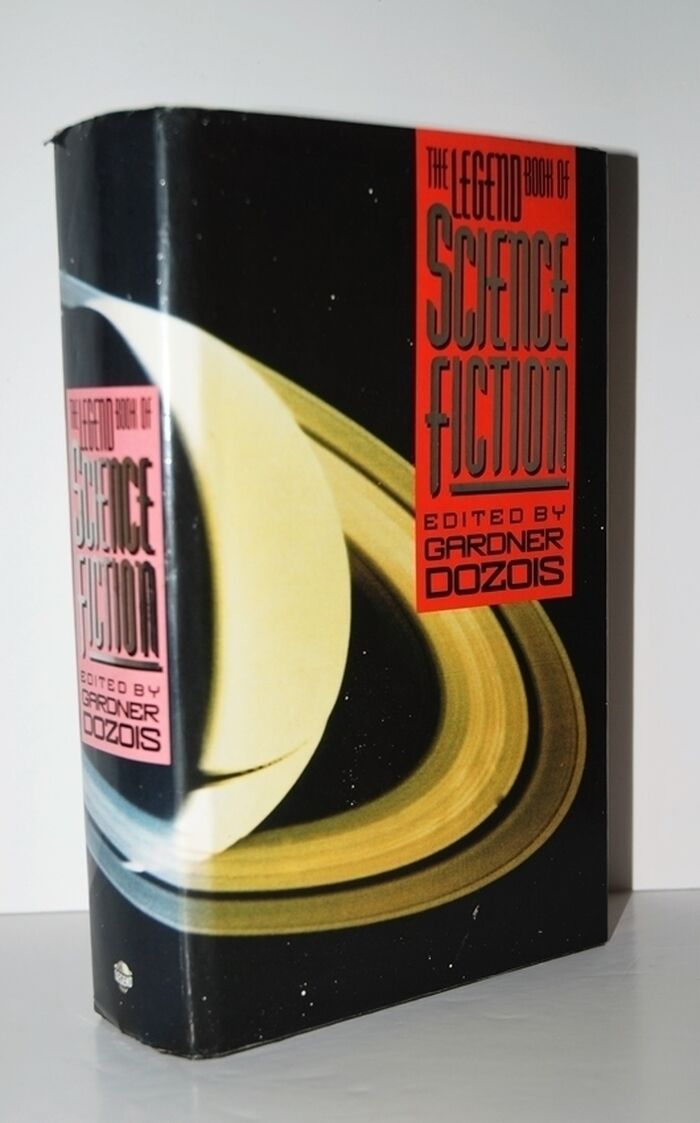 THE LEGEND BOOK OF
SCIENCE
FICTION
EDITED BY
GARDNER
DOZOIS
THE LEGEND BOOK OF
SCIENCE
FICTION
EDITED BY
GARDNER
DOZOIS